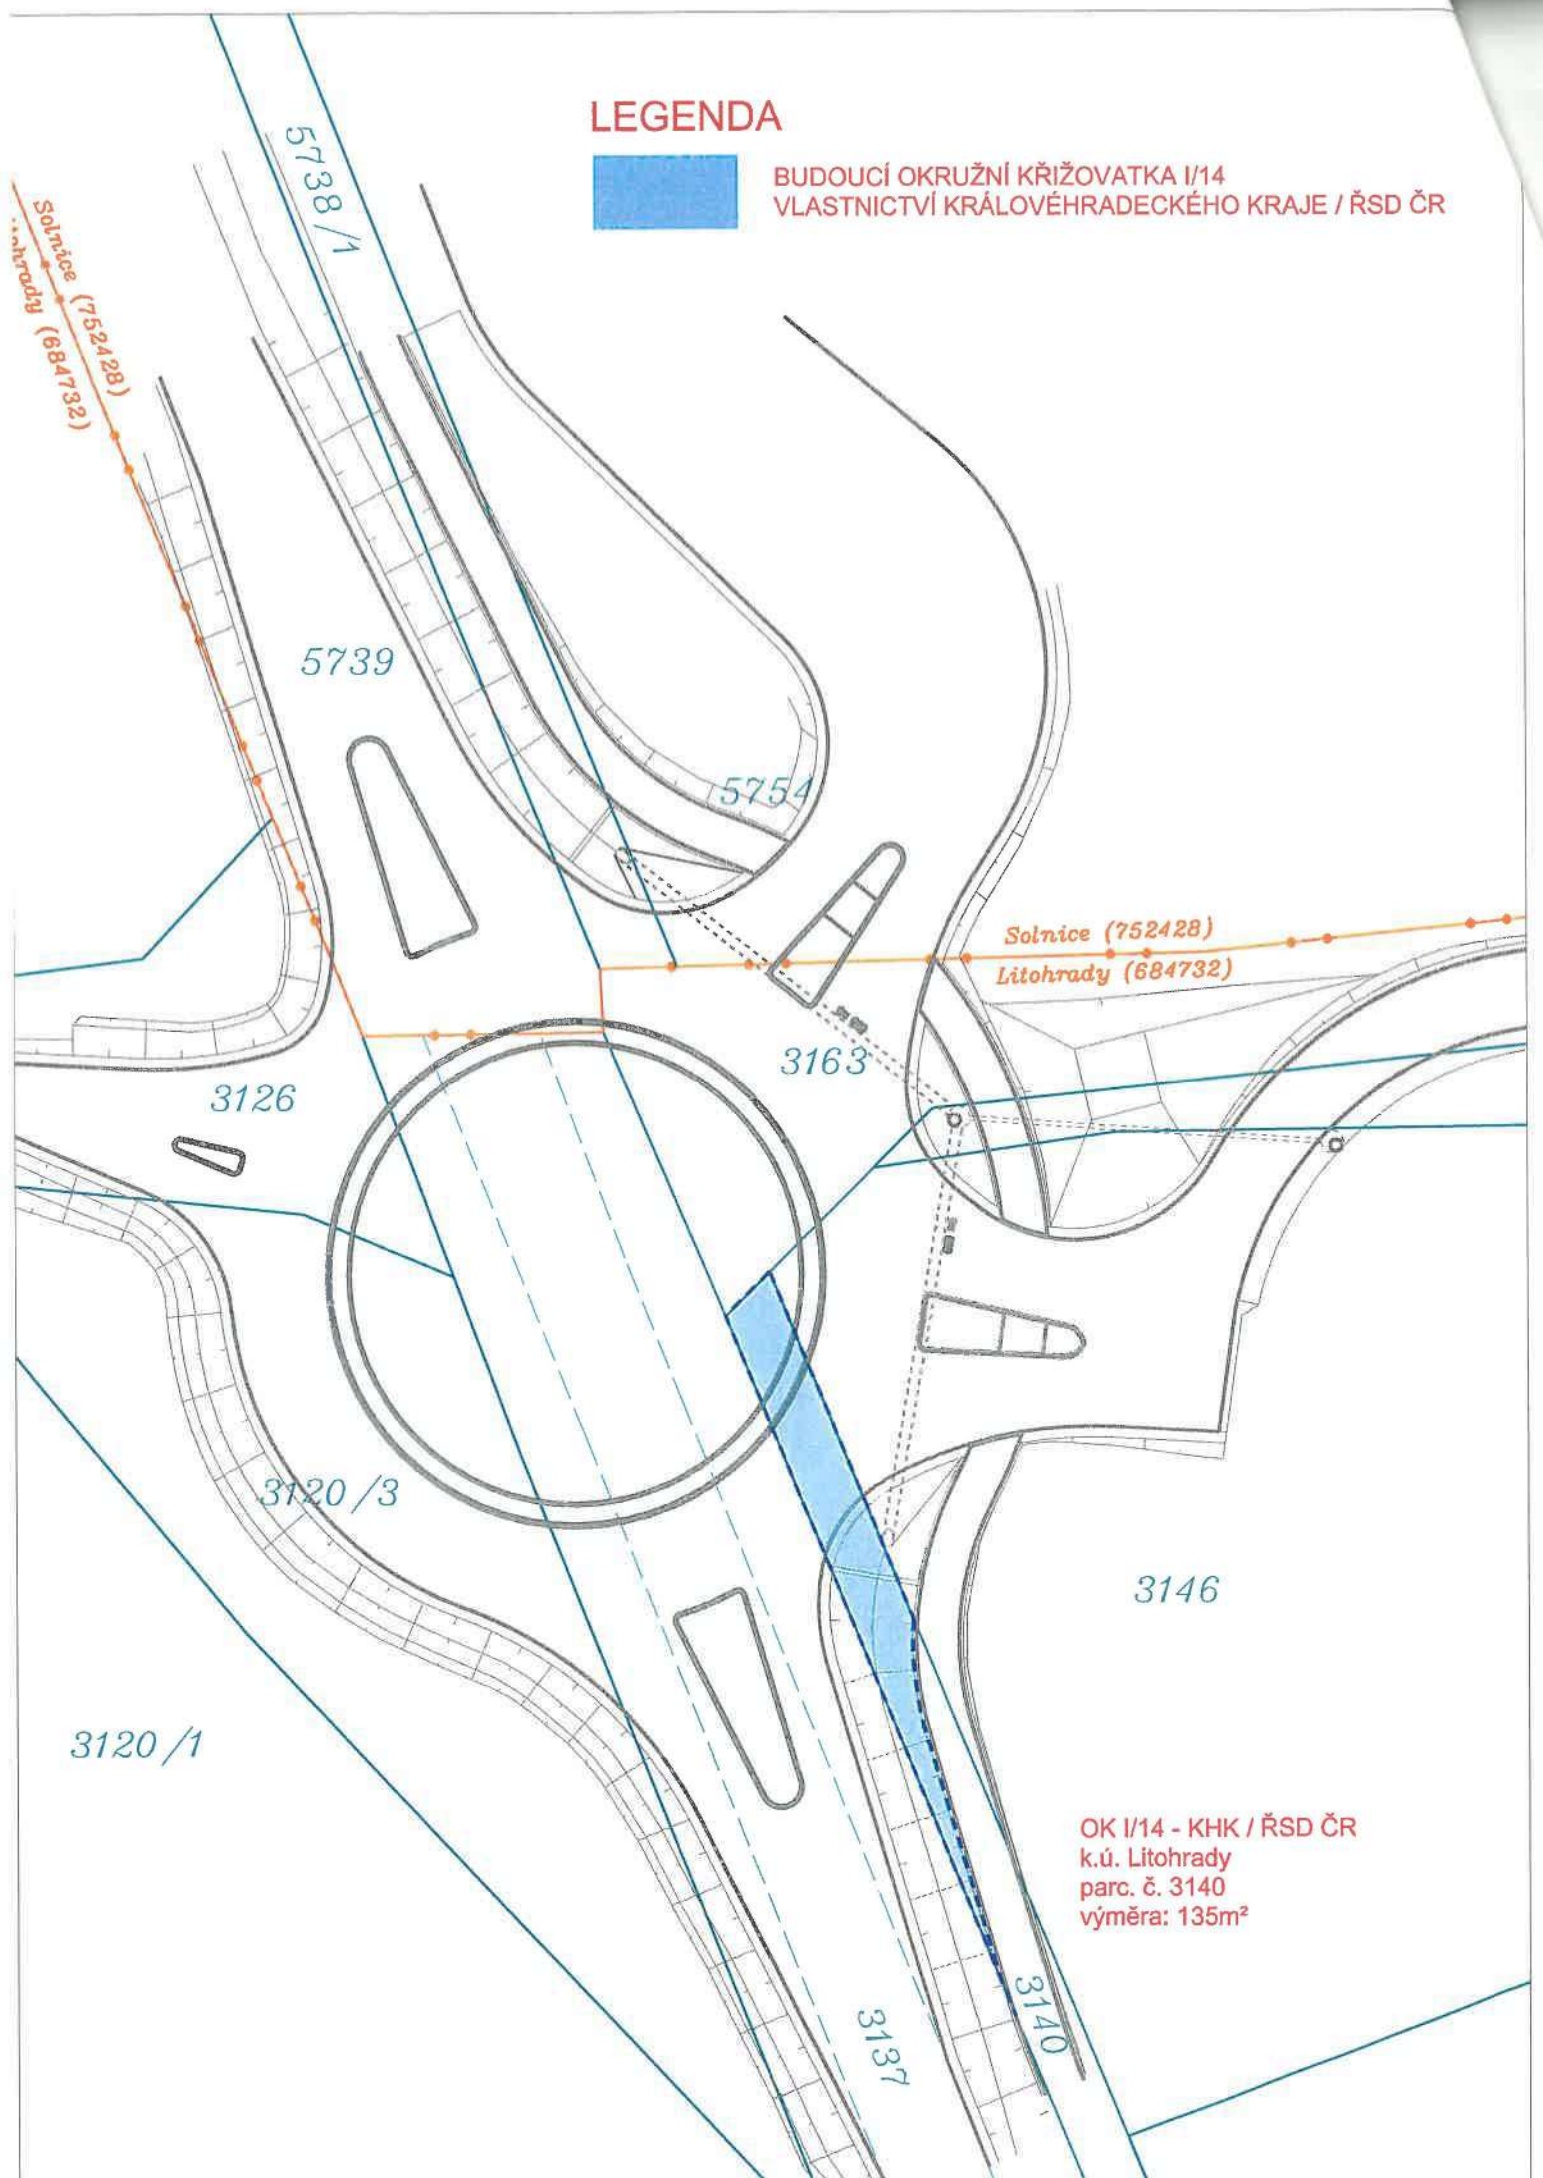 LEGENDA
BUDOUCÍ OKRUŽNÍ KŘIŽOVATKA I/14
VLASTNICTVÍ KRÁLOVÉHRADECKÉHO KRAJE / ŘSD ČR
5738/1
Solnice (752428)
(684732)
5739
5754
Solnice (752428)
Litohrady (684732)
3163
3126
3120/3
3146
3120/1
OK I/14 - KHK / ŘSD ČR
k.ú. Litohrady
parc. č. 3140
výměra: 135m²
3140
3137